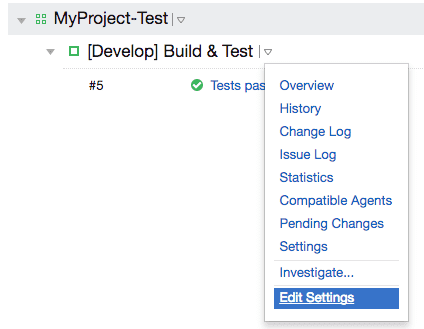 MyProject-Test
[Develop] Build & Test
#5 Tests pas
Overview
History
Change Log
Issue Log
Statistics
Compatible Agents
Pending Changes
Settings
Investigate...
Edit Settings